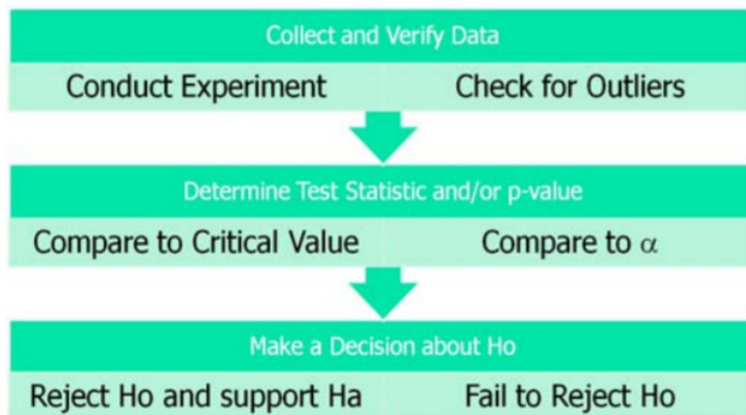 Collect and Verify Data
Conduct Experiment
Check for Outliers
Determine Test Statistic and/or p-value
Compare to Critical Value
Compare to α
Make a Decision about Ho
Reject Ho and support Ha
Fail to Reject Ho